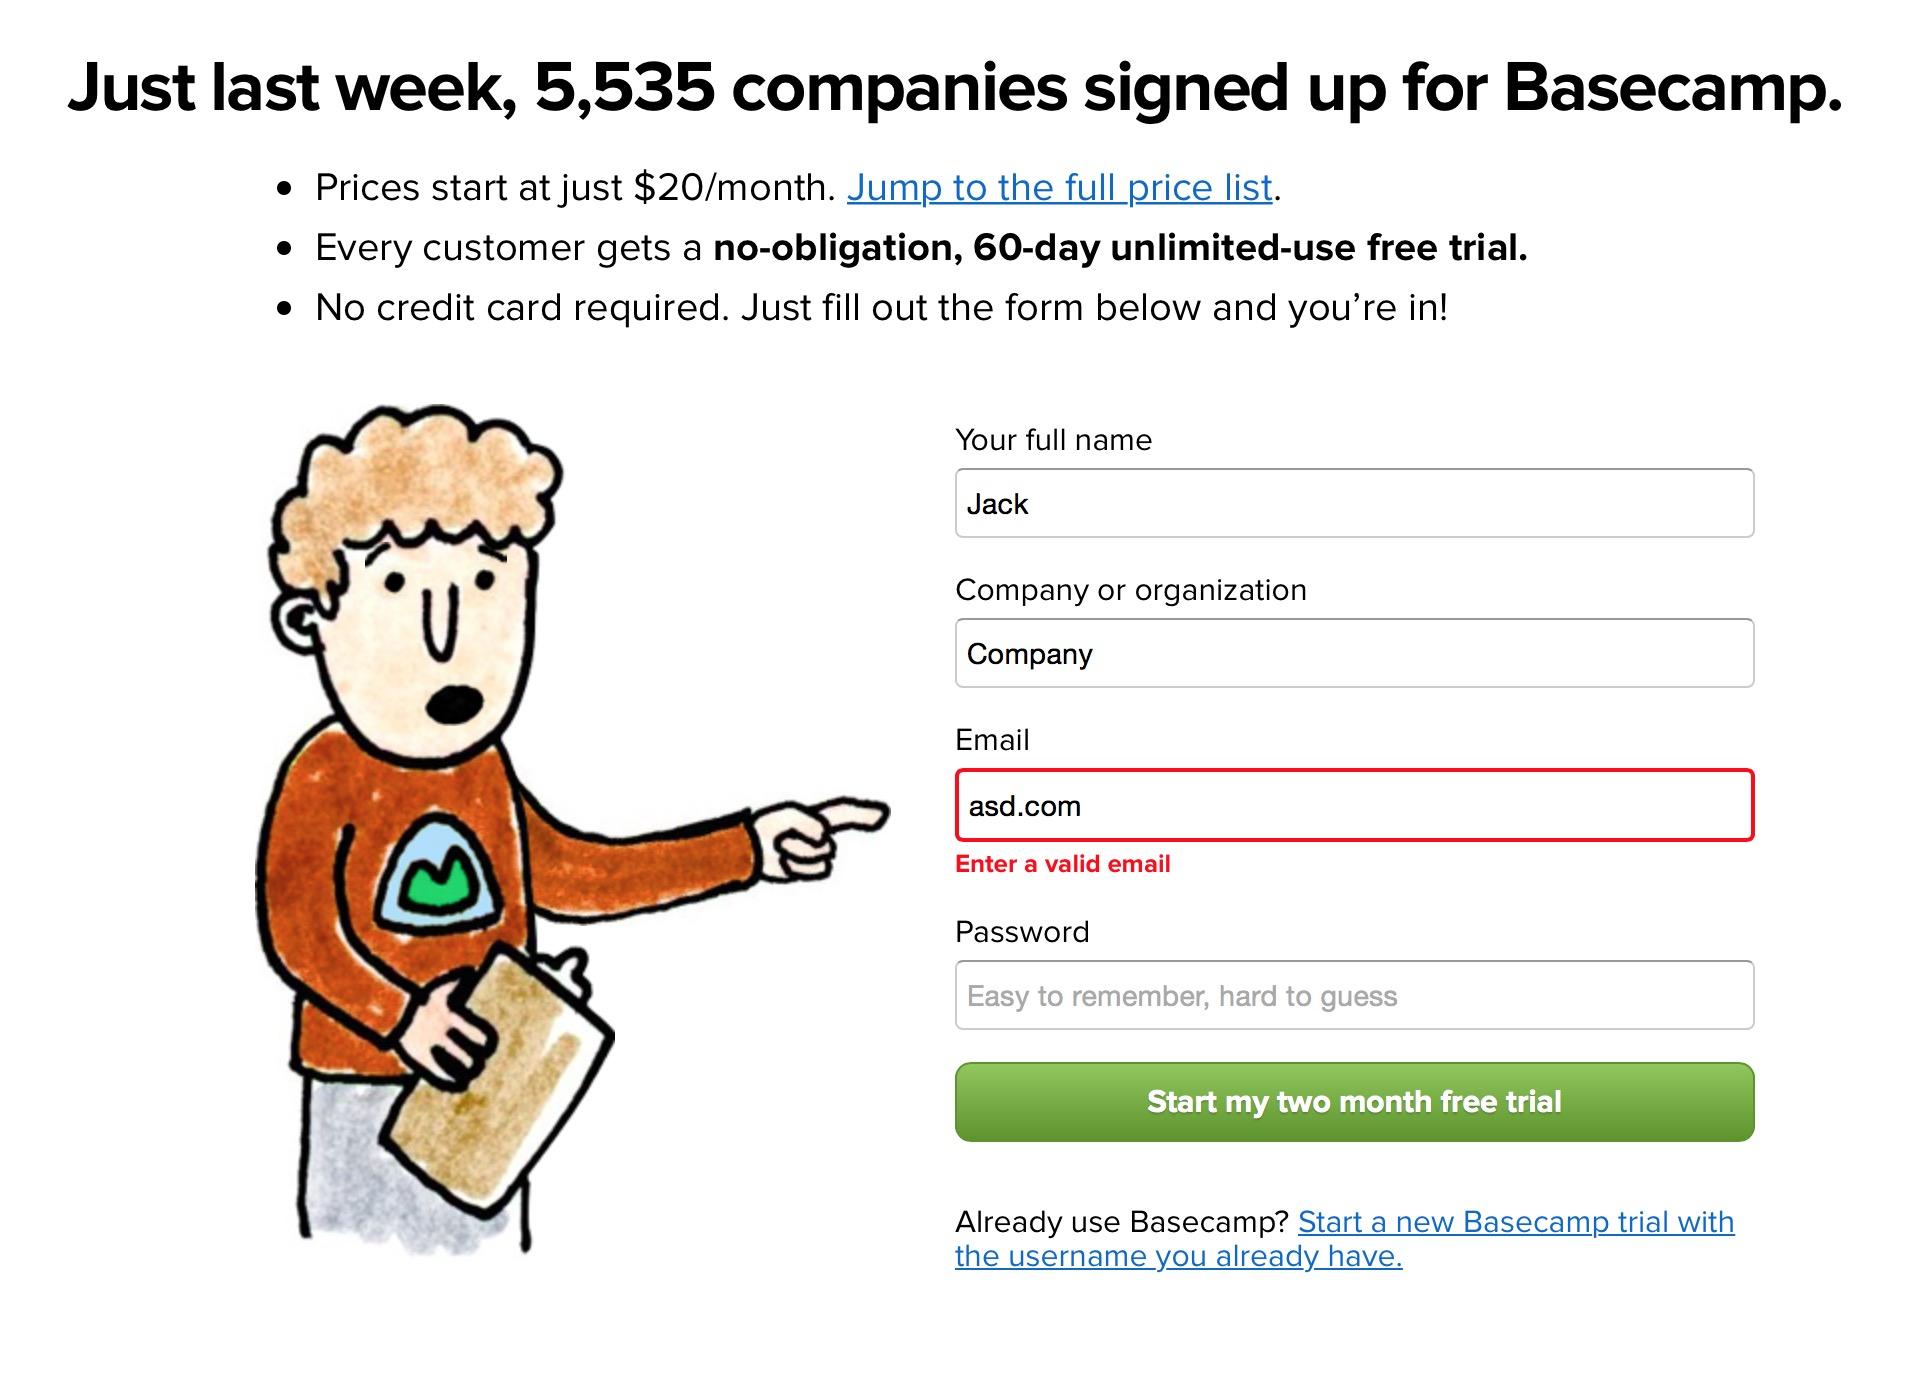 Just last week, 5,535 companies signed up for Basecamp.
Prices start at just $20/month. Jump to the full price list.
Every customer gets a no-obligation, 60-day unlimited-use free trial.
No credit card required. Just fill out the form below and you’re in!
Your full name
Jack
Company or organization
Company
Email
asd.com
Enter a valid email
Password
Easy to remember, hard to guess
Start my two month free trial
Already use Basecamp? Start a new Basecamp trial with
the username you already have.